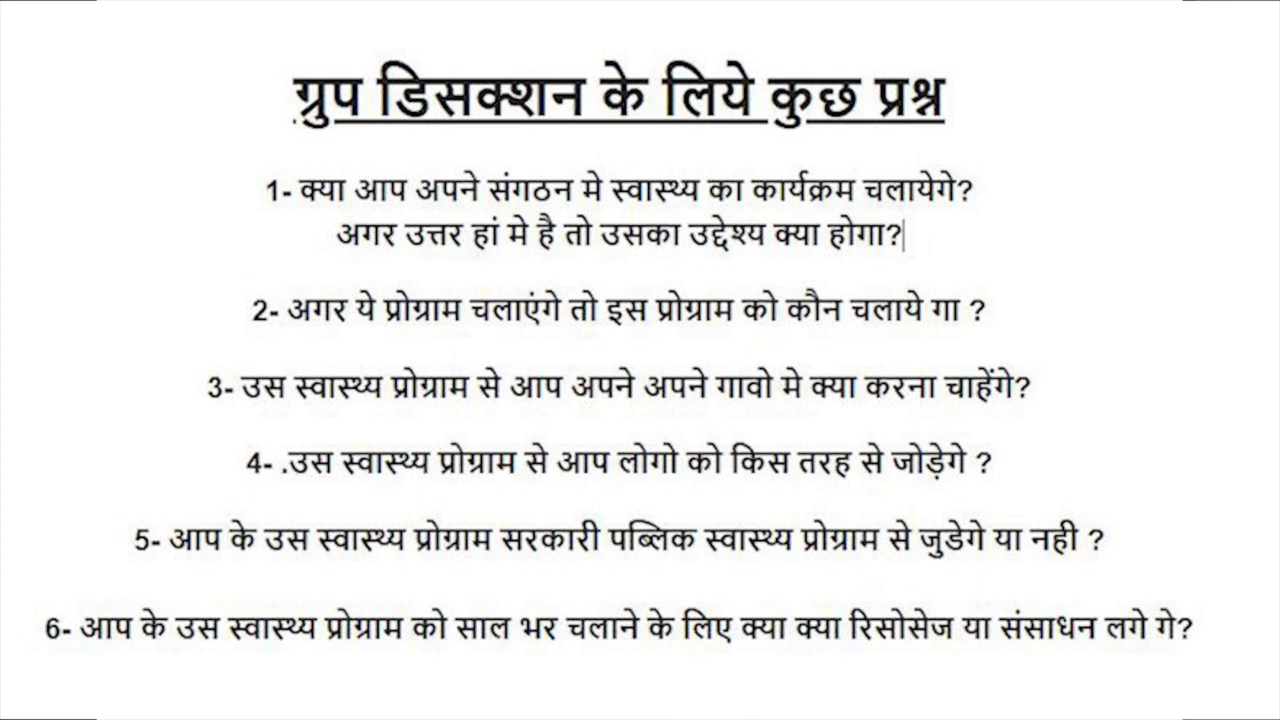 ग्रुप डिसक्शन के लिये कुछ प्रश्न
1- क्या आप अपने संगठन मे स्वास्थ्य का कार्यक्रम चलायेगे?
अगर उत्तर हां मे है तो उसका उद्देश्य क्या होगा?
2- अगर ये प्रोग्राम चलाएंगे तो इस प्रोग्राम को कौन चलाये गा ?
3- उस स्वास्थ्य प्रोग्राम से आप अपने अपने गावो मे क्या करना चाहेंगे?
4- .उस स्वास्थ्य प्रोग्राम से आप लोगो को किस तरह से जोड़ेगे ?
5- आप के उस स्वास्थ्य प्रोग्राम सरकारी पब्लिक स्वास्थ्य प्रोग्राम से जुडेगे या नही ?
6- आप के उस स्वास्थ्य प्रोग्राम को साल भर चलाने के लिए क्या क्या रिसोसेज या संसाधन लगे गे?